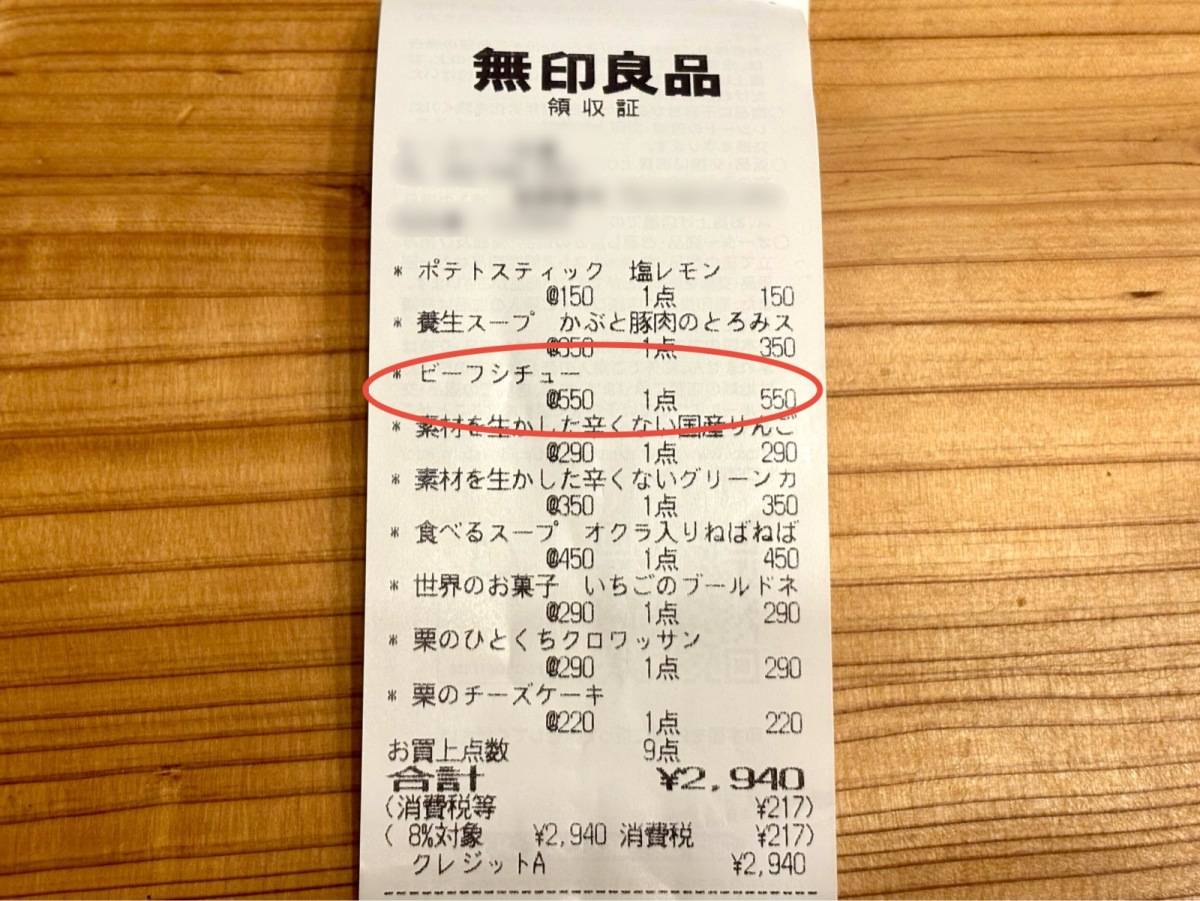 無印良品
領収証
* ポテトスティック 塩レモン
@150 1点 150
* 養生スープ かぶと豚肉のとろみス
@350 1点 350
* ビーフシチュー
@550 1点 550
* 素材を生かした辛くない国産りんご
@290 1点 290
* 素材を生かした辛くないグリーンカ
@350 1点 350
* 食べるスープ オクラ入りねばねば
@450 1点 450
* 世界のお菓子 いちごのブールドネ
@290 1点 290
* 栗のひとくちクロワッサン
@290 1点 290
* 栗のチーズケーキ
@220 1点 220
お買上点数 9点
合計 ¥2,940
(消費税等 ¥217)
( 8%対象 ¥2,940 消費税 ¥217)
クレジットA ¥2,940